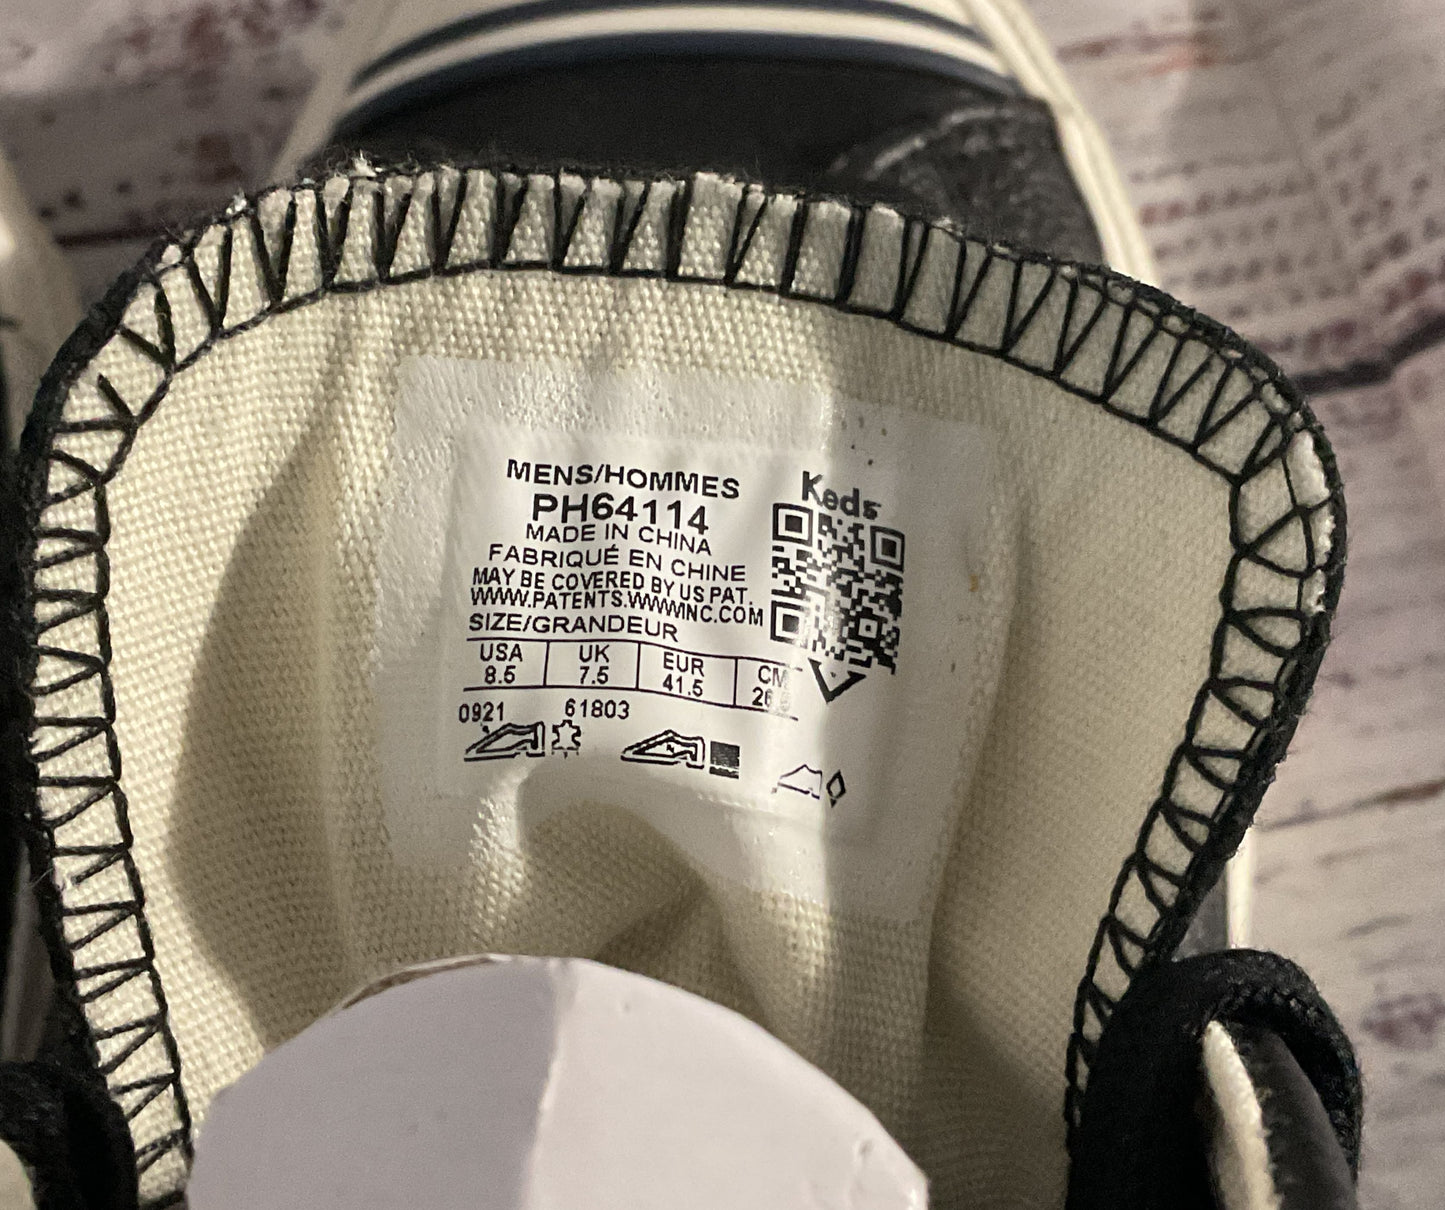 MENS/HOMMES
PH64114
MADE IN CHINA
FABRIQUÉ EN CHINE
MAY BE COVERED BY US PAT.
WWW.PATENTS.WWWINC.COM
SIZE/GRANDEUR
USA UK EUR CM
8.5 7.5 41.5
0921 61803
Keds